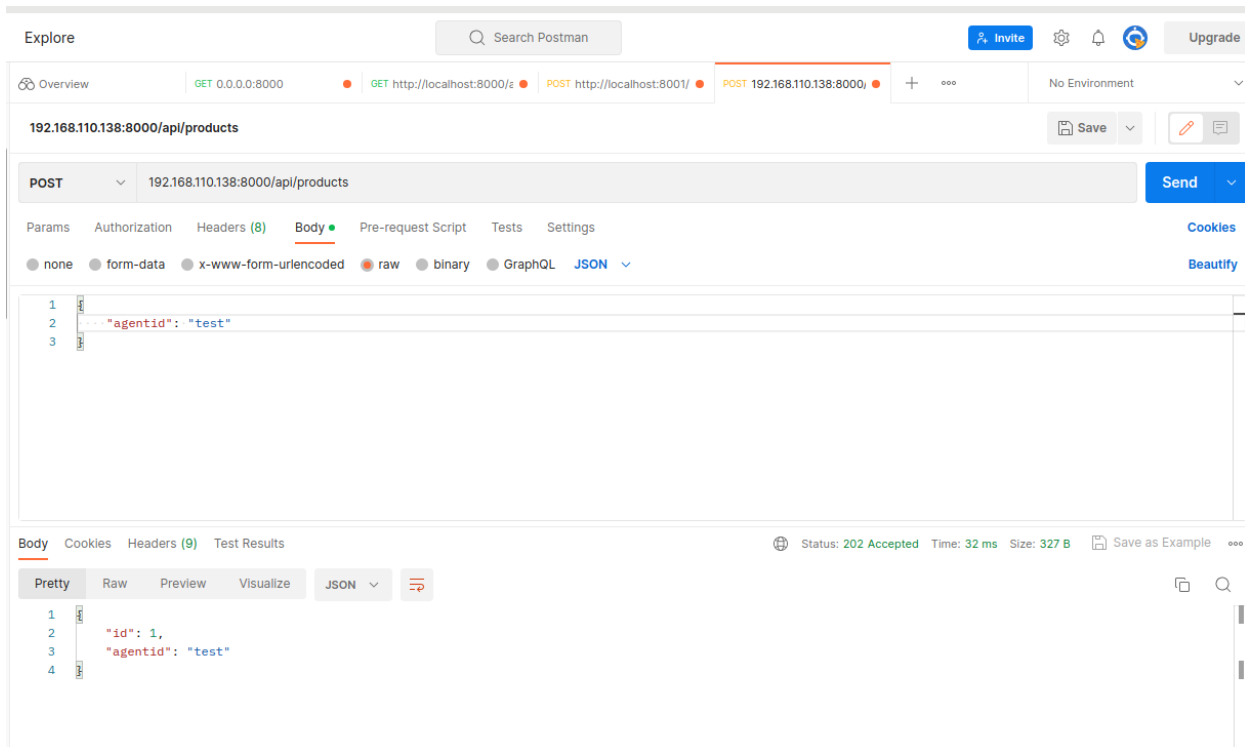 Explore Search Postman Invite Upgrade
Overview GET 0.0.0.0:8000 GET http://localhost:8000/a POST http://localhost:8001/ POST 192.168.110.138:8000/ No Environment
192.168.110.138:8000/api/products Save
POST 192.168.110.138:8000/api/products Send
Params Authorization Headers (8) Body Pre-request Script Tests Settings Cookies
none form-data x-www-form-urlencoded raw binary GraphQL JSON Beautify
1 {
2 "agentid": "test"
3 }
Body Cookies Headers (9) Test Results Status: 202 Accepted Time: 32 ms Size: 327 B Save as Example
Pretty Raw Preview Visualize JSON
1 {
2 "id": 1,
3 "agentid": "test"
4 }